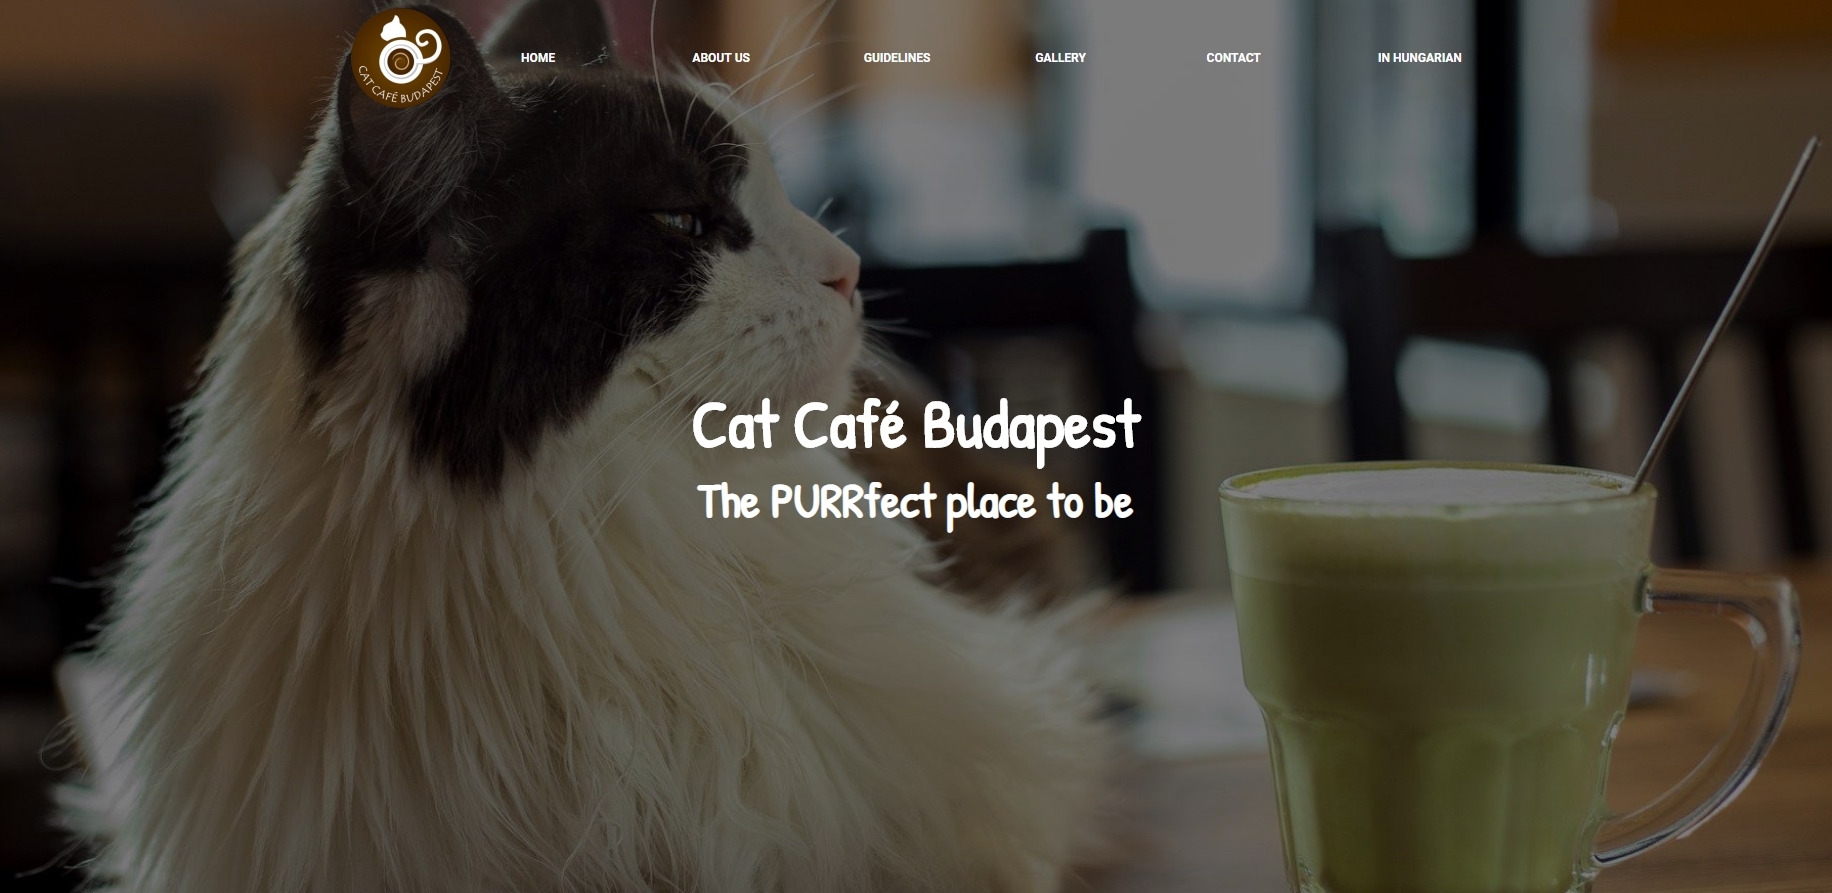 CAT CAFÉ BUDAPEST
HOME
ABOUT US
GUIDELINES
GALLERY
CONTACT
IN HUNGARIAN
Cat Café Budapest
The PURRfect place to be